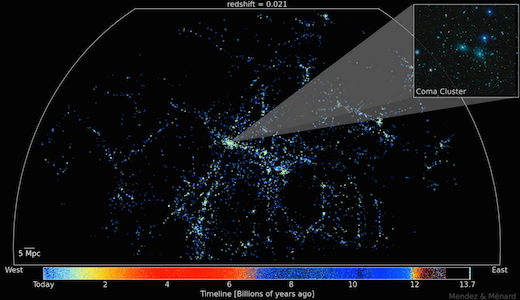 redshift = 0.021
Coma Cluster
5 Mpc
West
East
Today 2 4 6 8 10 12 13.7
Timeline [Billions of years ago]
Mendez & Ménard